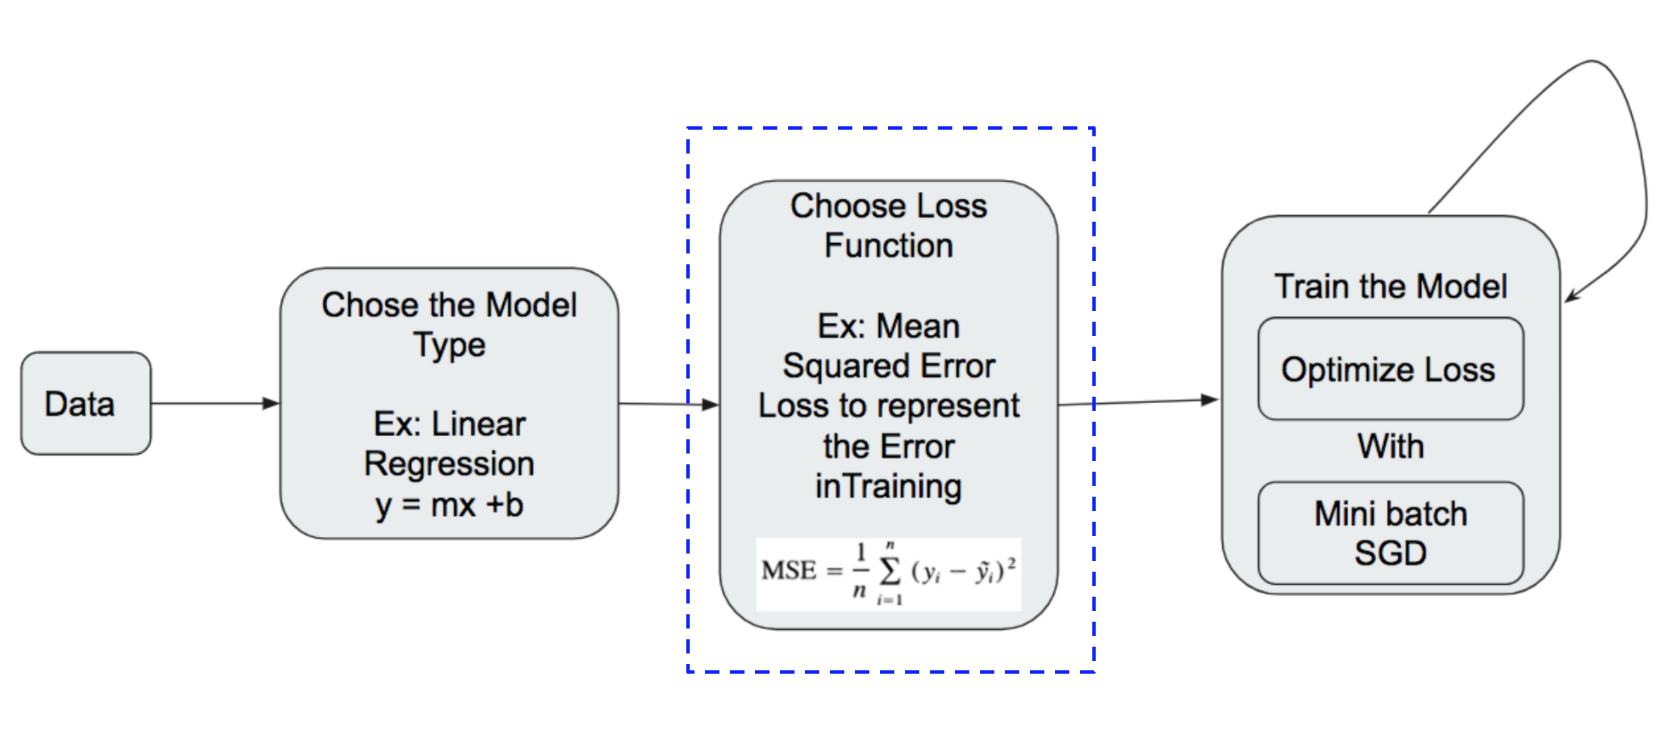 Data
Chose the Model
Type
Ex: Linear
Regression
y = mx +b
Choose Loss
Function
Ex: Mean
Squared Error
Loss to represent
the Error
inTraining
MSE = \frac{1}{n} \sum_{i=1}^{n} (y_i − ỹ_i)^2
Train the Model
Optimize Loss
With
Mini batch
SGD